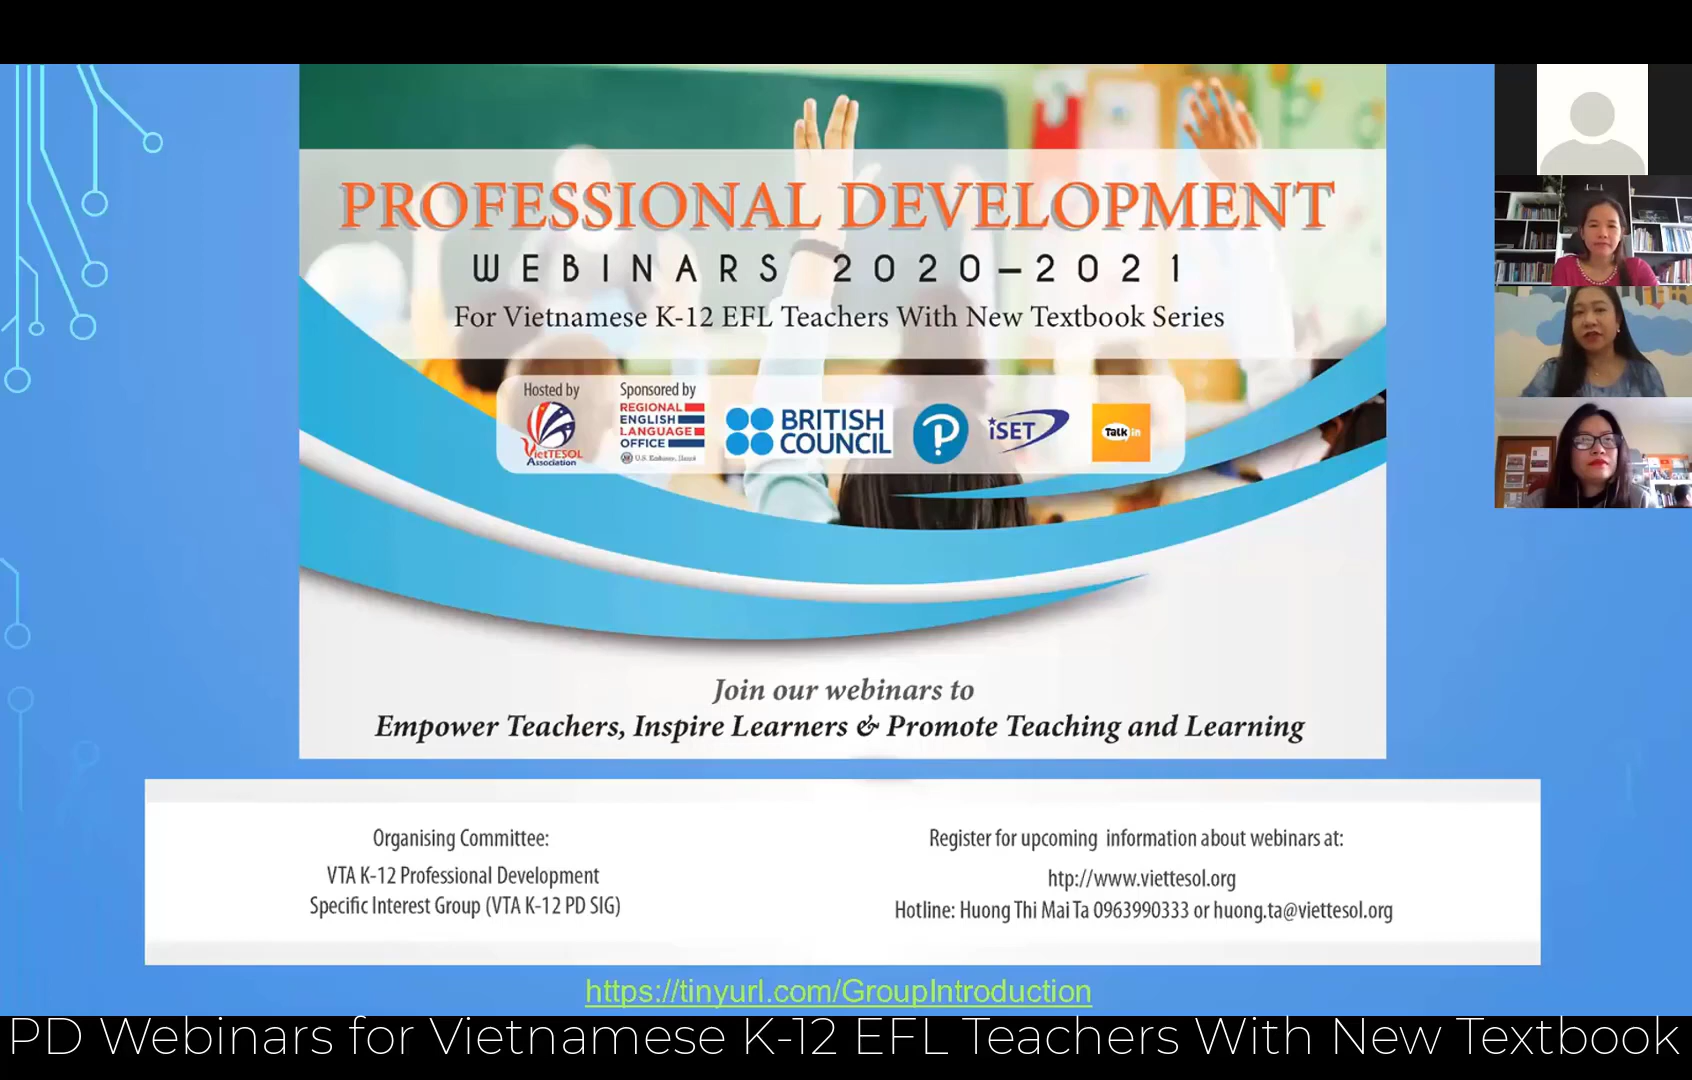 PROFESSIONAL DEVELOPMENT
WEBINARS 2020-2021
For Vietnamese K-12 EFL Teachers With New Textbook Series
Hosted by
VietTESOL
Association
Sponsored by
REGIONAL
ENGLISH
LANGUAGE
OFFICE
U.S. Embassy, Hanoi
BRITISH
COUNCIL
P
iSET
Talk in
Join our webinars to
Empower Teachers, Inspire Learners & Promote Teaching and Learning
Organising Committee:
VTA K-12 Professional Development
Specific Interest Group (VTA K-12 PD SIG)
Register for upcoming information about webinars at:
htp://www.viettesol.org
Hotline: Huong Thi Mai Ta 0963990333 or huong.ta@viettesol.org
https://tinyurl.com/GroupIntroduction
PD Webinars for Vietnamese K-12 EFL Teachers With New Textbook